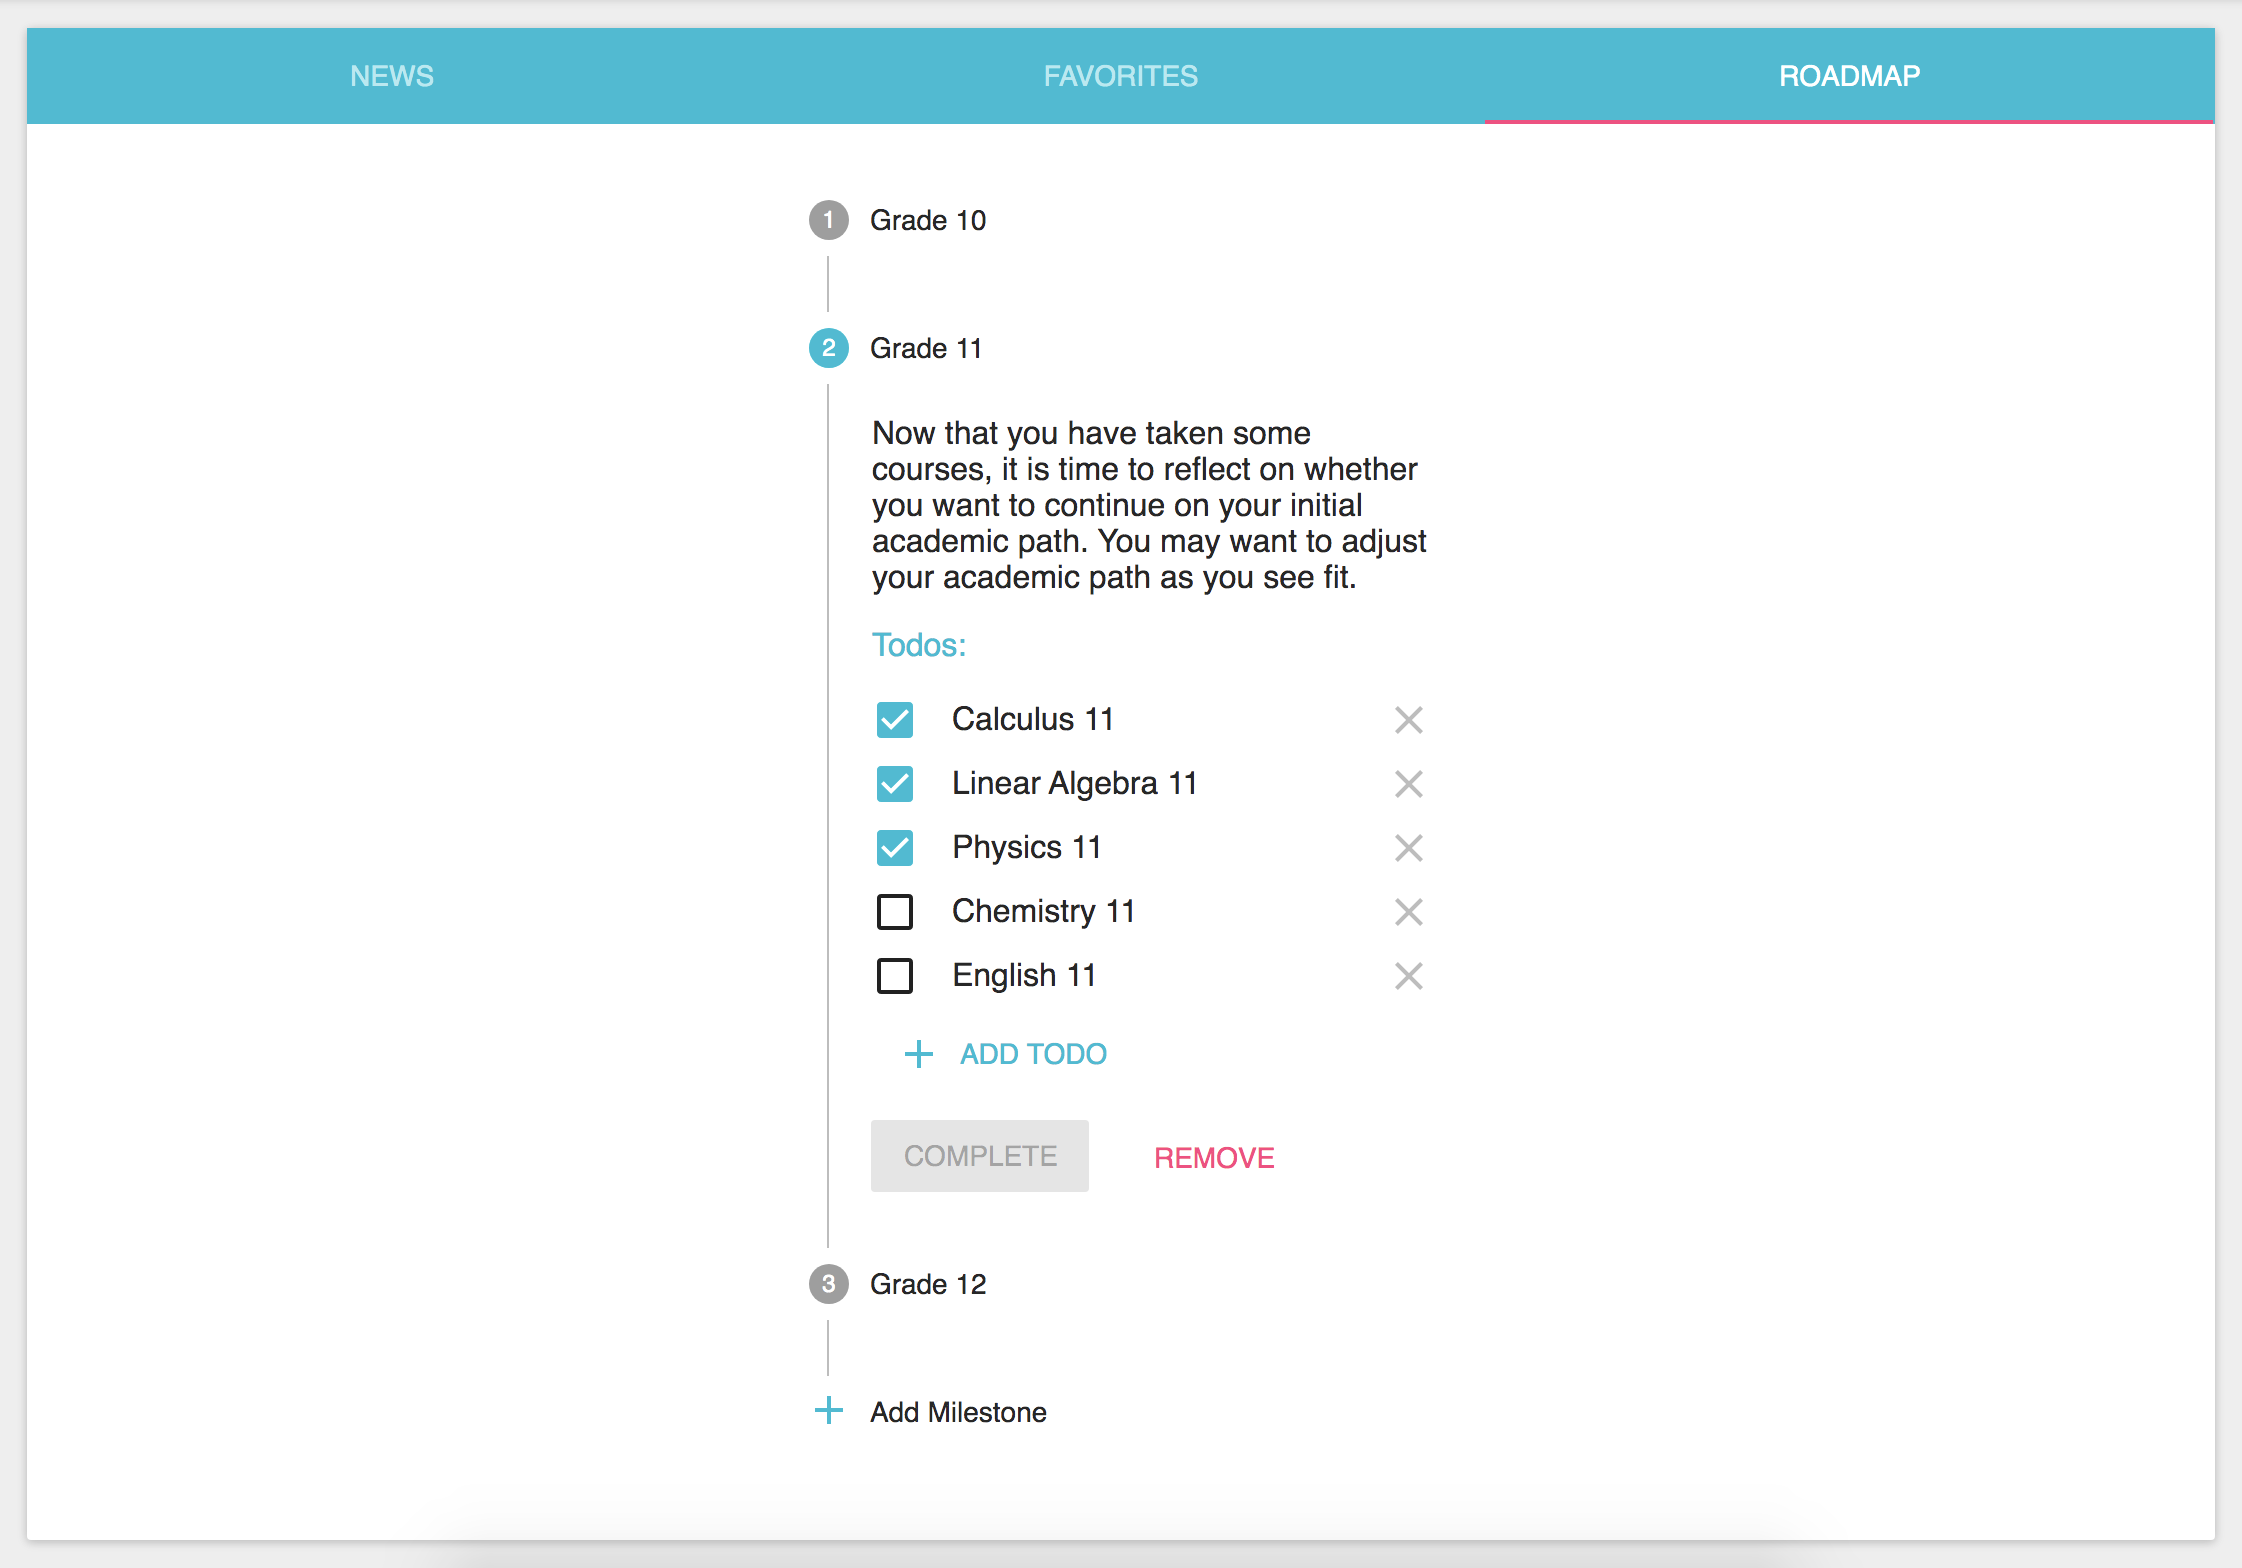 NEWS
FAVORITES
ROADMAP
1 Grade 10
2 Grade 11
Now that you have taken some
courses, it is time to reflect on whether
you want to continue on your initial
academic path. You may want to adjust
your academic path as you see fit.
Todos:
Calculus 11
Linear Algebra 11
Physics 11
Chemistry 11
English 11
ADD TODO
COMPLETE
REMOVE
3 Grade 12
Add Milestone